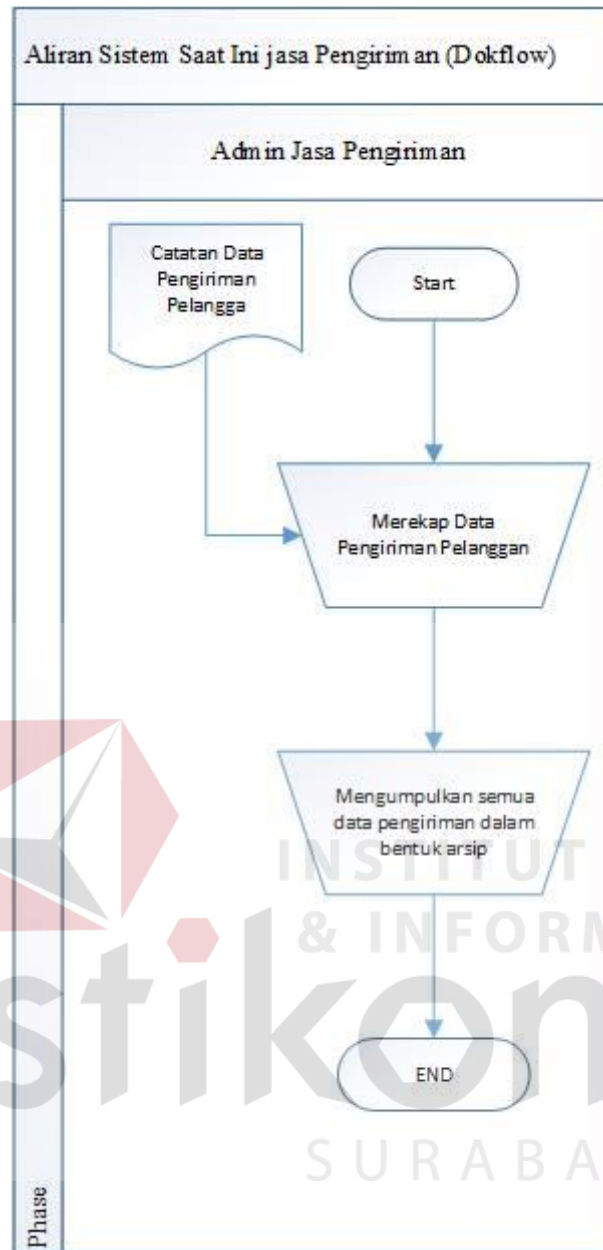 Aliran Sistem Saat Ini jasa Pengiriman (Dokflow)
Admin Jasa Pengiriman
Catatan Data
Pengiriman
Pelangga
Start
Merekap Data
Pengiriman Pelanggan
Mengumpulkan semua
data pengiriman dalam
bentuk arsip
END
Phase
INSTITUT
& INFORM
stikom
SURABA